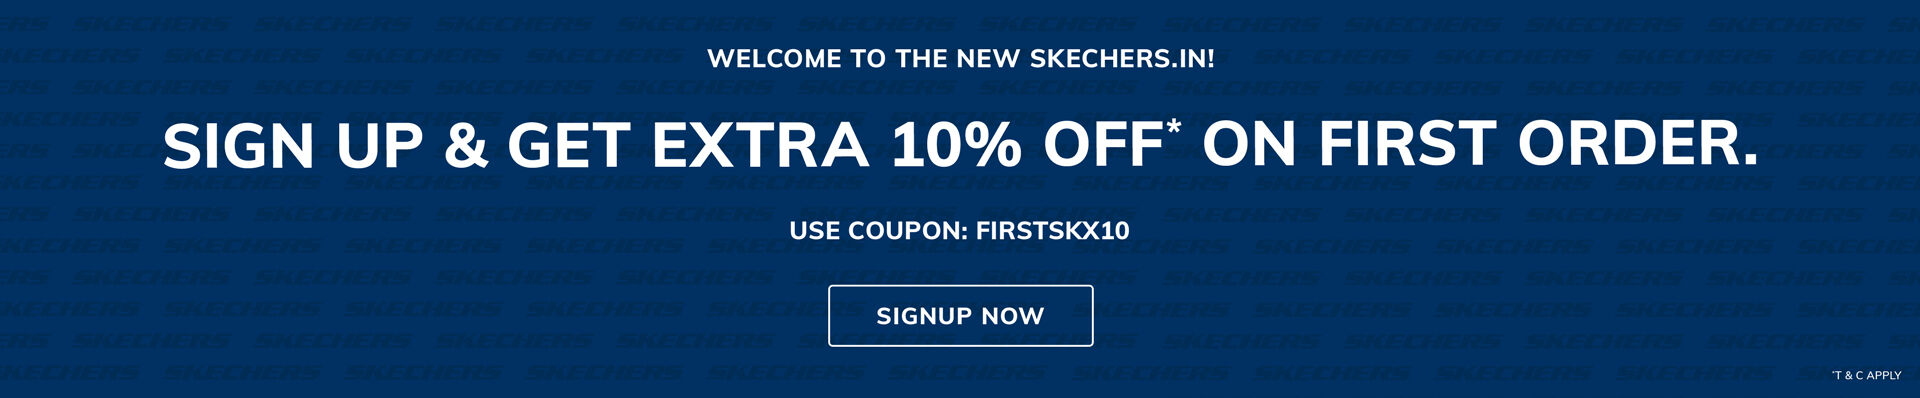 WELCOME TO THE NEW SKECHERS.IN!
SIGN UP & GET EXTRA 10% OFF* ON FIRST ORDER.
USE COUPON: FIRSTSKX10
SIGNUP NOW
*T & C APPLY